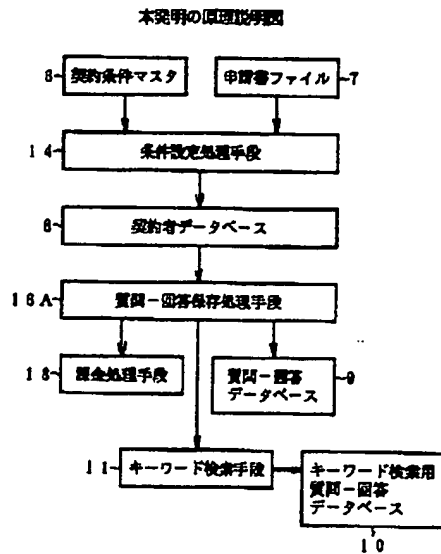 本発明の原理説明図
8 契約条件マスタ
申請書ファイル 7
14 条件設定処理手段
6 契約者データベース
16A 質問-回答保存処理手段
18 課金処理手段
質問-回答 9
データベース
11 キーワード検索手段
キーワード検索用
質問-回答
データベース
10